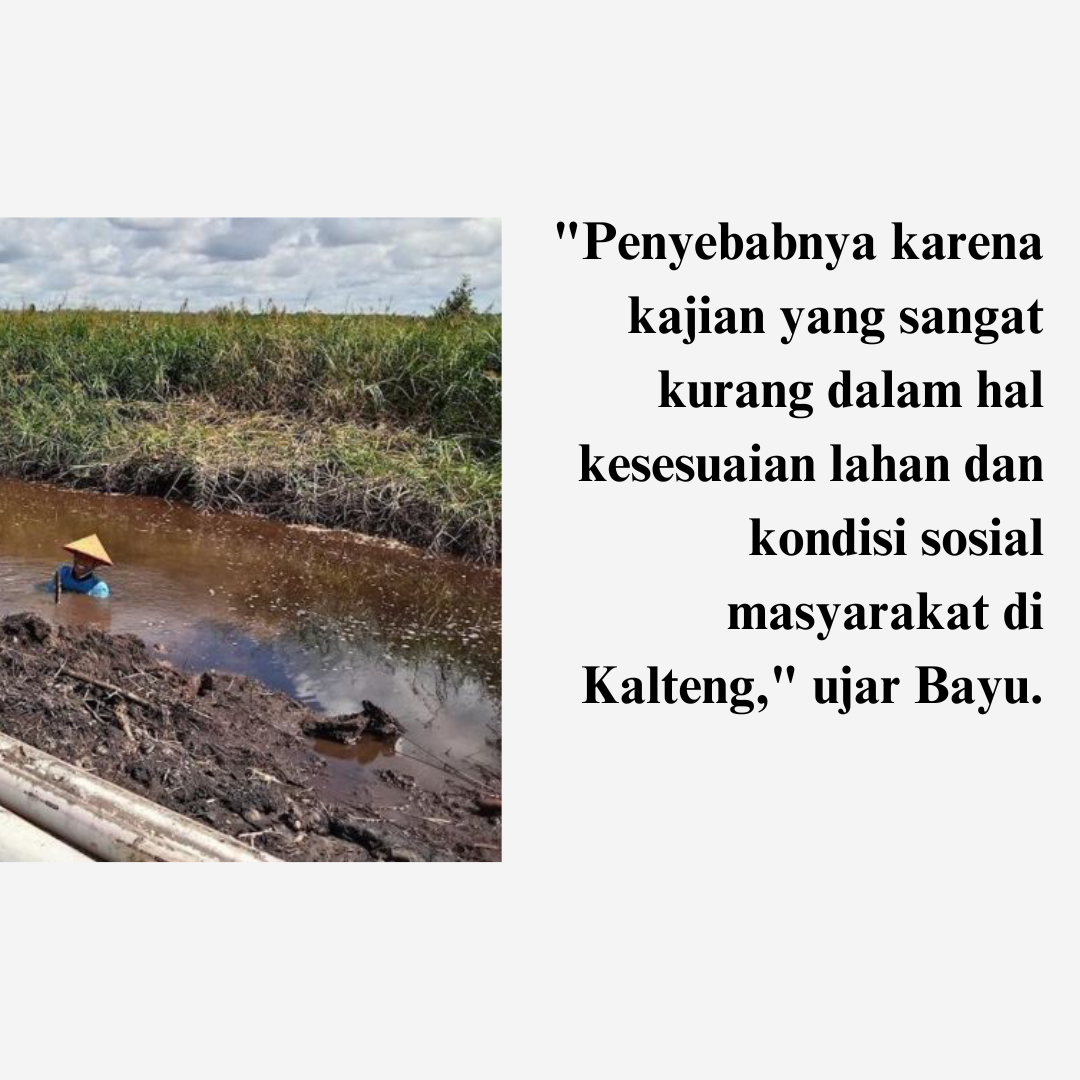 "Penyebabnya karena
kajian yang sangat
kurang dalam hal
kesesuaian lahan dan
kondisi sosial
masyarakat di
Kalteng," ujar Bayu.